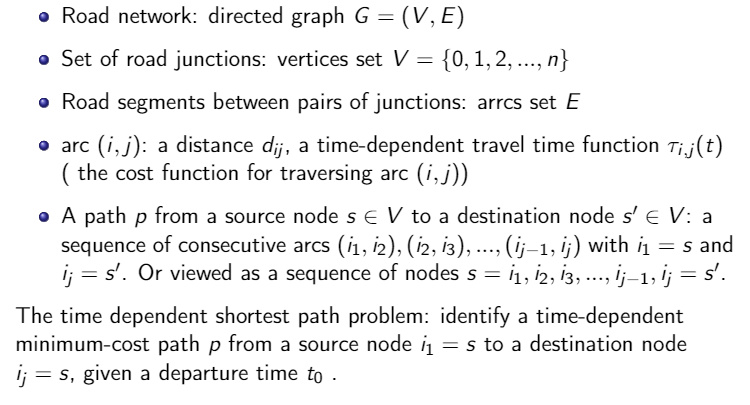 • Road network: directed graph G = (V, E)
• Set of road junctions: vertices set V = {0, 1, 2, ..., n}
• Road segments between pairs of junctions: arrcs set E
• arc (i, j): a distance d_{ij}, a time-dependent travel time function τ_{i,j}(t)
( the cost function for traversing arc (i, j))
• A path p from a source node s ∈ V to a destination node s′ ∈ V: a
sequence of consecutive arcs (i_1, i_2), (i_2, i_3), ..., (i_{j−1}, i_j) with i_1 = s and
i_j = s′. Or viewed as a sequence of nodes s = i_1, i_2, i_3, ..., i_{j−1}, i_j = s′.
The time dependent shortest path problem: identify a time-dependent
minimum-cost path p from a source node i_1 = s to a destination node
i_j = s, given a departure time t_0 .